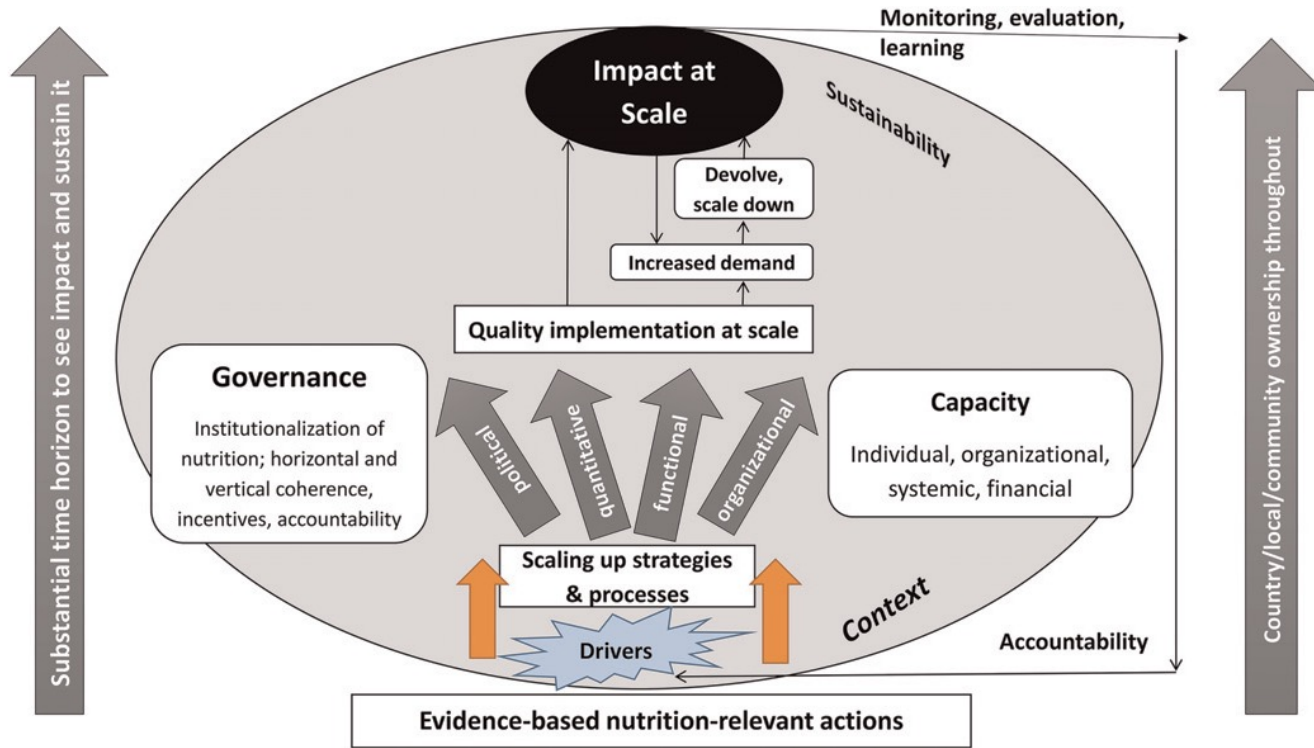 Monitoring, evaluation,
learning
Impact at
Scale
Sustainability
Substantial time horizon to see impact and sustain it
Country/local/community ownership throughout
Devolve,
scale down
Increased demand
Quality implementation at scale
Governance
Institutionalization of
nutrition; horizontal and
vertical coherence,
incentives, accountability
political
quantitative
functional
organizational
Capacity
Individual, organizational,
systemic, financial
Scaling up strategies
& processes
Context
Drivers
Accountability
Evidence-based nutrition-relevant actions